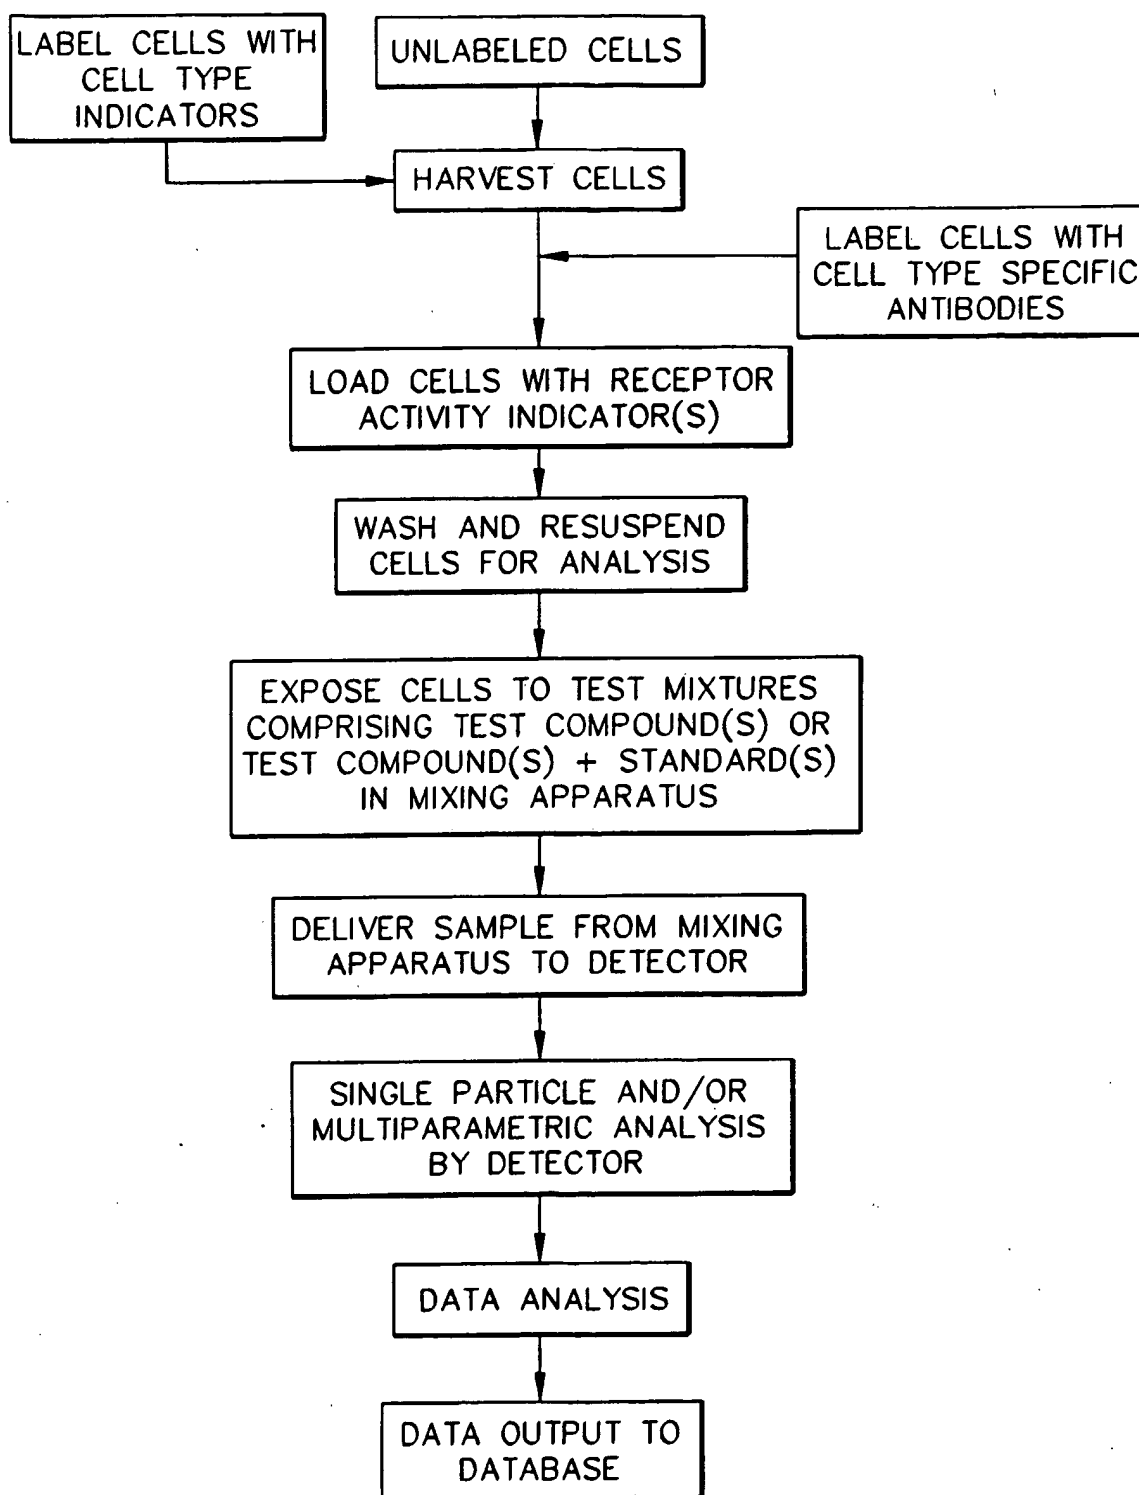 LABEL CELLS WITH
CELL TYPE
INDICATORS
UNLABELED CELLS
HARVEST CELLS
LABEL CELLS WITH
CELL TYPE SPECIFIC
ANTIBODIES
LOAD CELLS WITH RECEPTOR
ACTIVITY INDICATOR(S)
WASH AND RESUSPEND
CELLS FOR ANALYSIS
EXPOSE CELLS TO TEST MIXTURES
COMPRISING TEST COMPOUND(S) OR
TEST COMPOUND(S) + STANDARD(S)
IN MIXING APPARATUS
DELIVER SAMPLE FROM MIXING
APPARATUS TO DETECTOR
SINGLE PARTICLE AND/OR
MULTIPARAMETRIC ANALYSIS
BY DETECTOR
DATA ANALYSIS
DATA OUTPUT TO
DATABASE